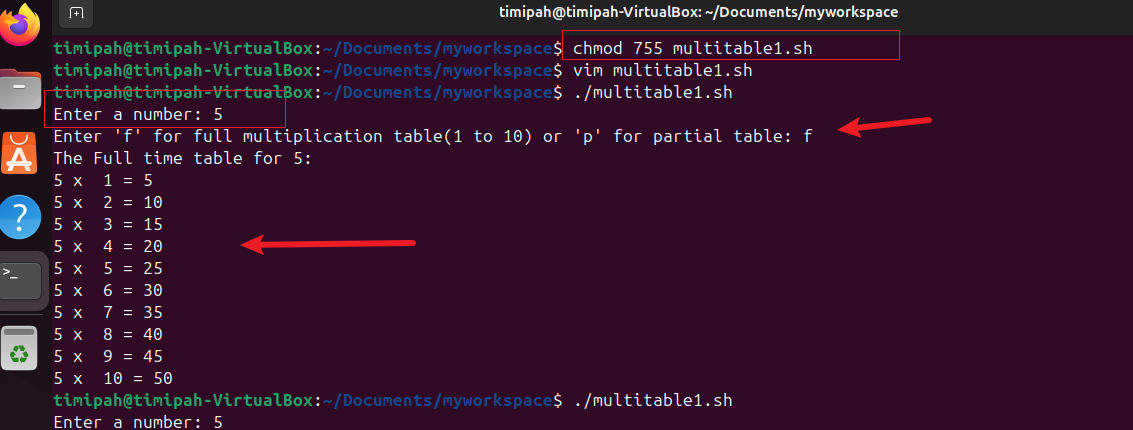 timipah@timipah-VirtualBox: ~/Documents/myworkspace
timipah@timipah-VirtualBox:~/Documents/myworkspace$ chmod 755 multitable1.sh
timipah@timipah-VirtualBox:~/Documents/myworkspace$ vim multitable1.sh
timipah@timipah-VirtualBox:~/Documents/myworkspace$ ./multitable1.sh
Enter a number: 5
Enter 'f' for full multiplication table(1 to 10) or 'p' for partial table: f
The Full time table for 5:
5 x  1 = 5
5 x  2 = 10
5 x  3 = 15
5 x  4 = 20
5 x  5 = 25
5 x  6 = 30
5 x  7 = 35
5 x  8 = 40
5 x  9 = 45
5 x  10 = 50
timipah@timipah-VirtualBox:~/Documents/myworkspace$ ./multitable1.sh
Enter a number: 5